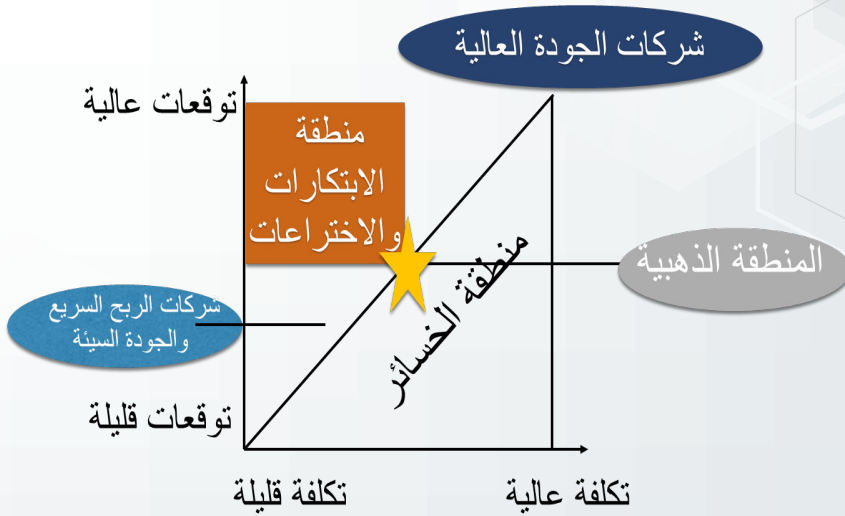 شركات الجودة العالية
توقعات عالية
منطقة
الابتكارات
والاختراعات
منطقة الخسائر
المنطقة الذهبية
شركات الربح السريع
والجودة السيئة
توقعات قليلة
تكلفة عالية
تكلفة قليلة